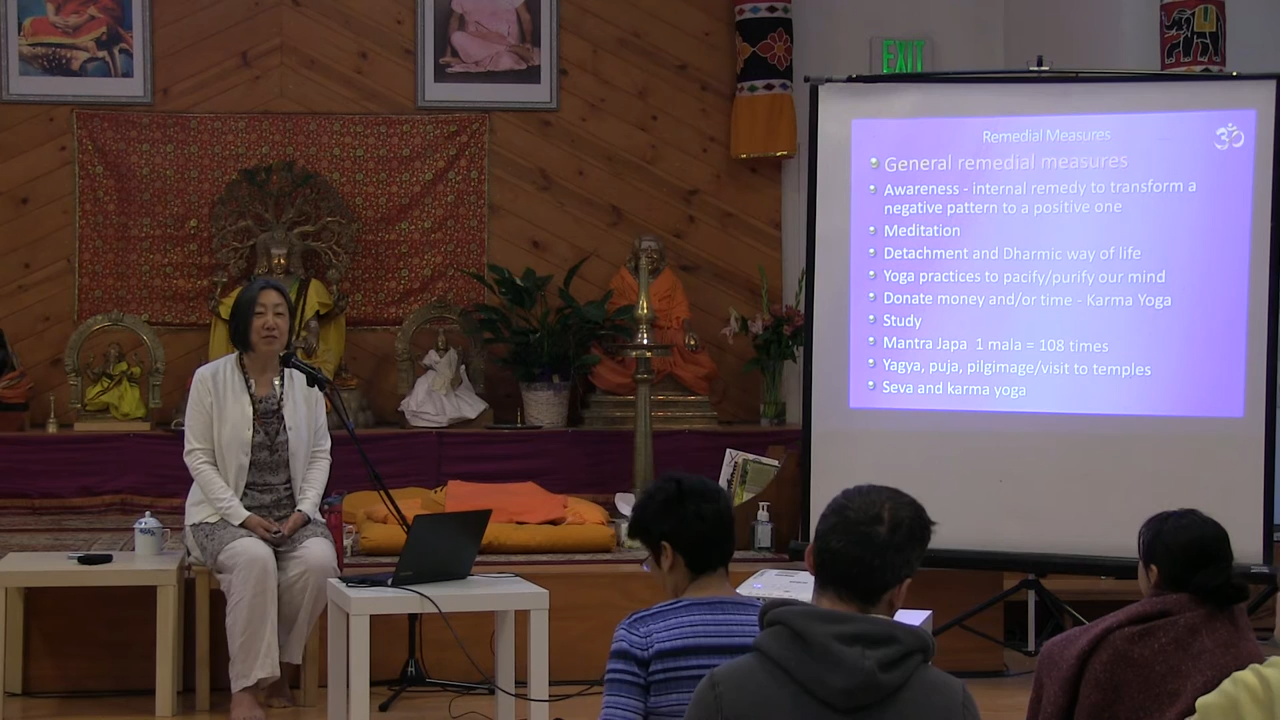 EXIT
Remedial Measures
ॐ
General remedial measures
Awareness - internal remedy to transform a
negative pattern to a positive one
Meditation
Detachment and Dharmic way of life
Yoga practices to pacify/purify our mind
Donate money and/or time - Karma Yoga
Study
Mantra Japa 1 mala = 108 times
Yagya, puja, pilgimage/visit to temples
Seva and karma yoga